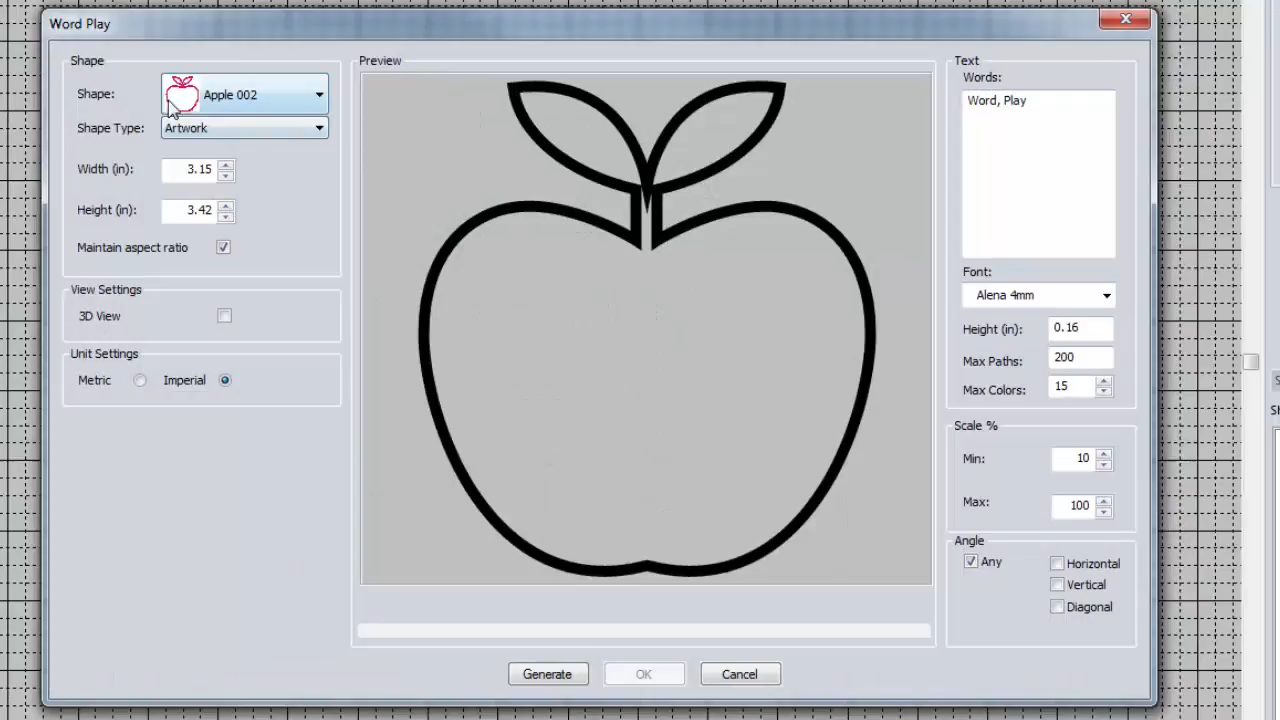 Word Play
Shape
Shape:
Apple 002
Shape Type:
Artwork
Width (in):
3.15
Height (in):
3.42
Maintain aspect ratio
View Settings
3D View
Unit Settings
Metric
Imperial
Preview
Text
Words:
Word, Play
Font:
Alena 4mm
Height (in):
0.16
Max Paths:
200
Max Colors:
15
Scale %
Min:
10
Max:
100
Angle
Any
Horizontal
Vertical
Diagonal
Generate
OK
Cancel